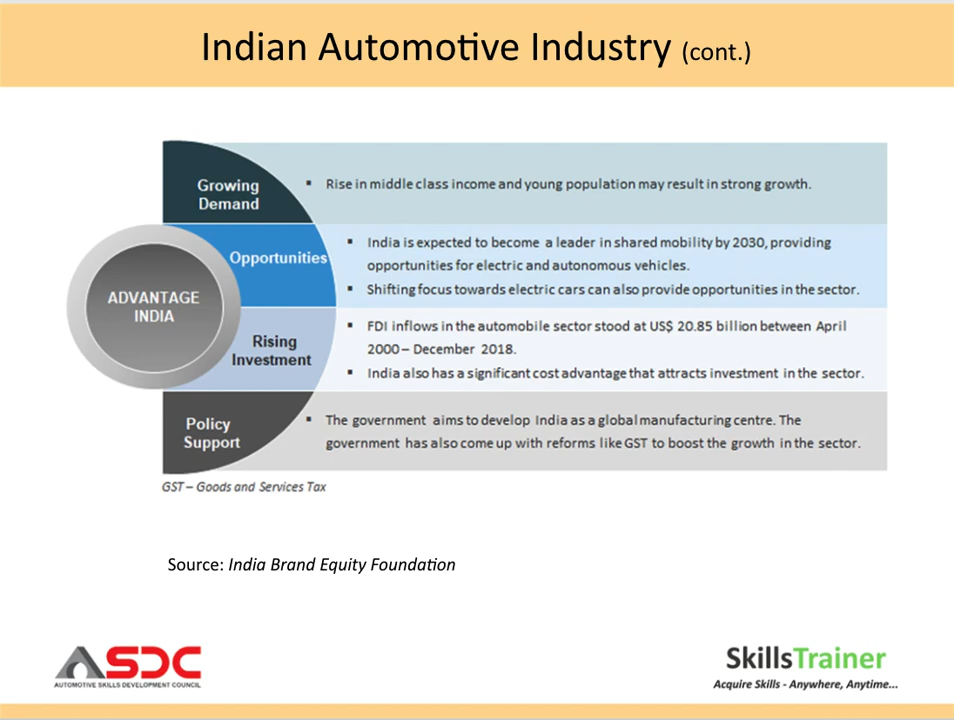 Indian Automotive Industry (cont.)
Growing
Demand
▪ Rise in middle class income and young population may result in strong growth.
ADVANTAGE
INDIA
Opportunities
▪ India is expected to become a leader in shared mobility by 2030, providing
opportunities for electric and autonomous vehicles.
▪ Shifting focus towards electric cars can also provide opportunities in the sector.
Rising
Investment
▪ FDI inflows in the automobile sector stood at US$ 20.85 billion between April
2000 – December 2018.
▪ India also has a significant cost advantage that attracts investment in the sector.
Policy
Support
▪ The government aims to develop India as a global manufacturing centre. The
government has also come up with reforms like GST to boost the growth in the sector.
GST – Goods and Services Tax
Source: India Brand Equity Foundation
ASDC
AUTOMOTIVE SKILLS DEVELOPMENT COUNCIL
SkillsTrainer
Acquire Skills - Anywhere, Anytime...